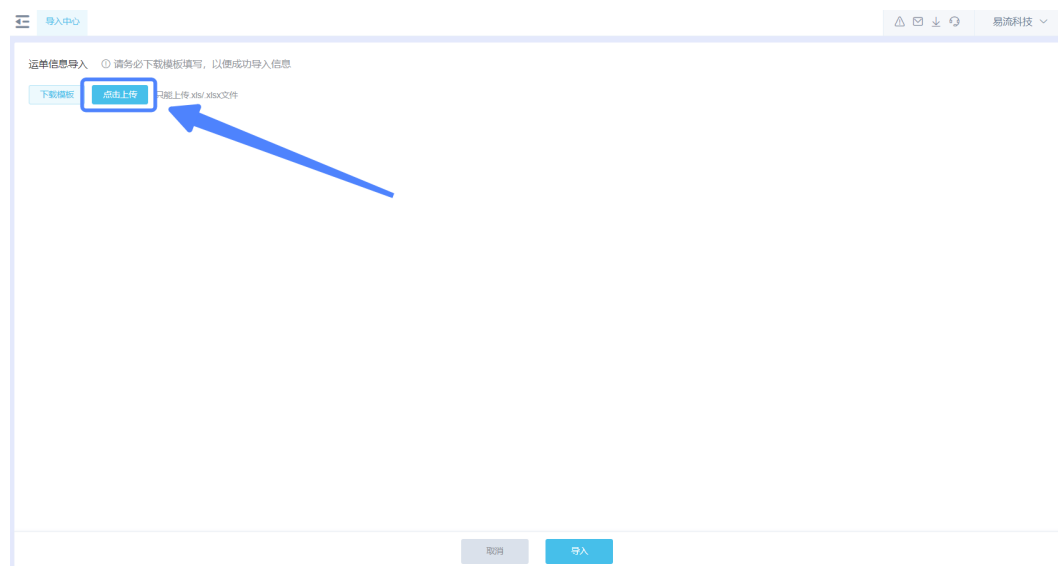 导入中心
易流科技
运单信息导入 请务必下载模板填写，以便成功导入信息
下载模板 点击上传 只能上传.xls/.xlsx文件
取消 导入